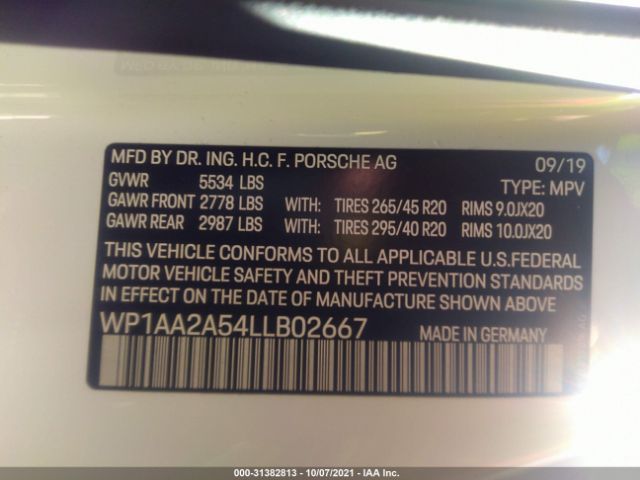 MFD BY DR. ING. H.C. F. PORSCHE AG 09/19
GVWR 5534 LBS TYPE: MPV
GAWR FRONT 2778 LBS WITH: TIRES 265/45 R20 RIMS 9.0JX20
GAWR REAR 2987 LBS WITH: TIRES 295/40 R20 RIMS 10.0JX20
THIS VEHICLE CONFORMS TO ALL APPLICABLE U.S.FEDERAL
MOTOR VEHICLE SAFETY AND THEFT PREVENTION STANDARDS
IN EFFECT ON THE DATE OF MANUFACTURE SHOWN ABOVE
WP1AA2A54LLB02667 MADE IN GERMANY
000-31382813 - 10/07/2021 - IAAI.COM